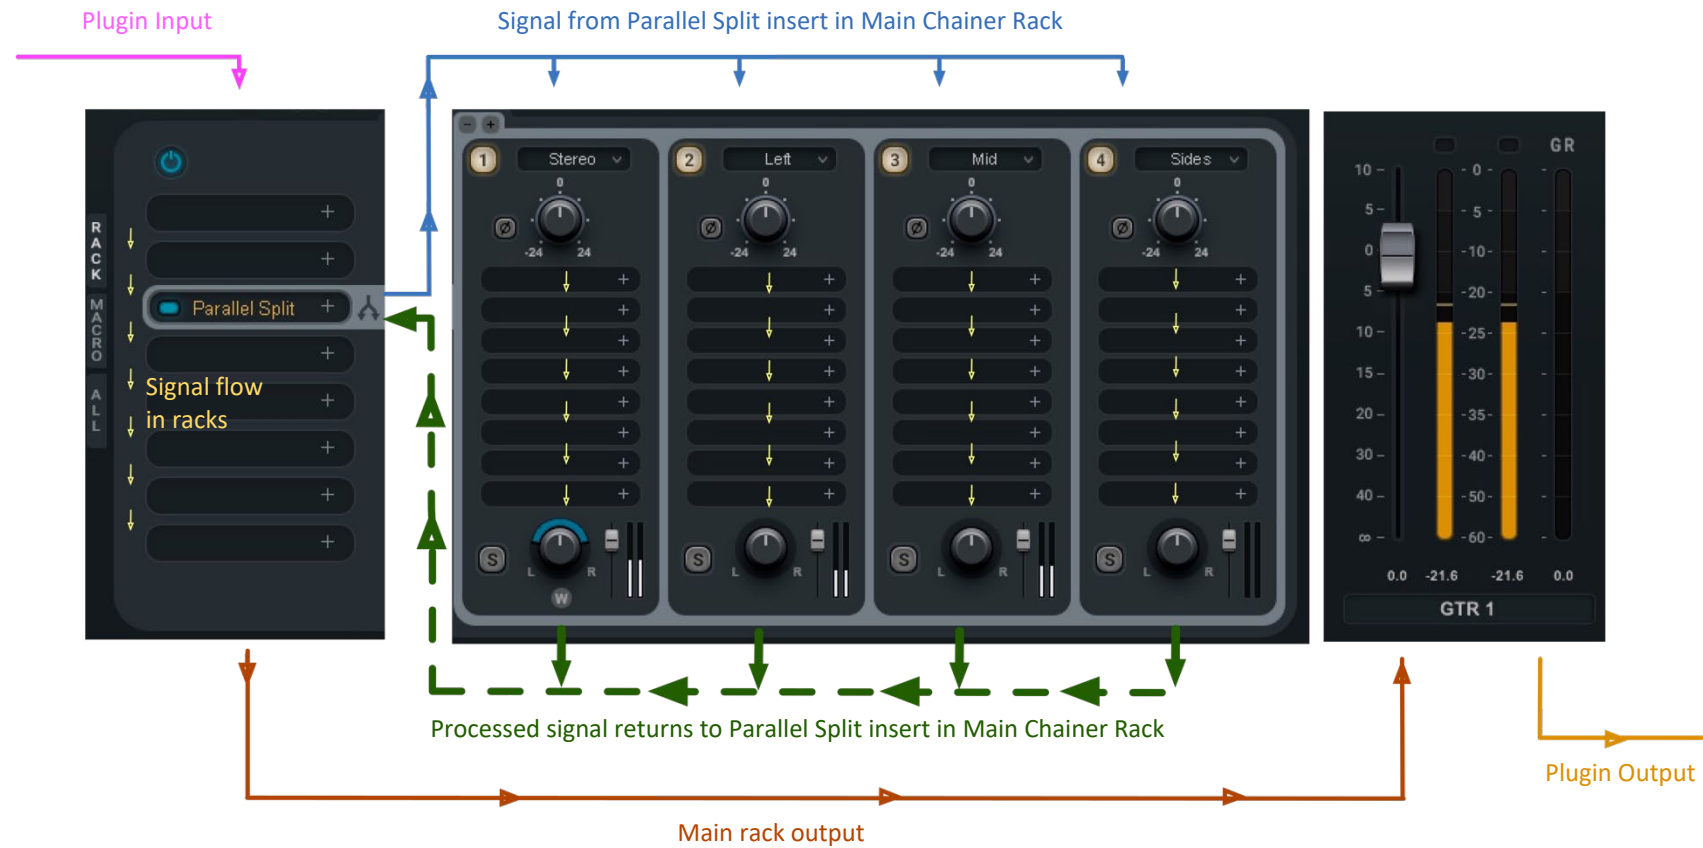 Plugin Input
Signal from Parallel Split insert in Main Chainer Rack
RACK
MACRO
ALL
+
+
Parallel Split +
+
Signal flow
in racks
+
+
+
+
- +
1 Stereo
0
Ø
-24 24
+
+
+
+
+
+
+
+
S
L R
W
2 Left
0
Ø
-24 24
+
+
+
+
+
+
+
+
S
L R
3 Mid
0
Ø
-24 24
+
+
+
+
+
+
+
+
S
L R
4 Sides
0
Ø
-24 24
+
+
+
+
+
+
+
+
S
L R
GR
10 - - 0 - -
5 - - 5 - -
0 -10- -
5 - -20- -
10 - -25- -
15 - -30- -
20 - -35- -
30 - -40- -
40 - -50- -
∞ - -60- -
0.0 -21.6 -21.6 0.0
GTR 1
Processed signal returns to Parallel Split insert in Main Chainer Rack
Plugin Output
Main rack output